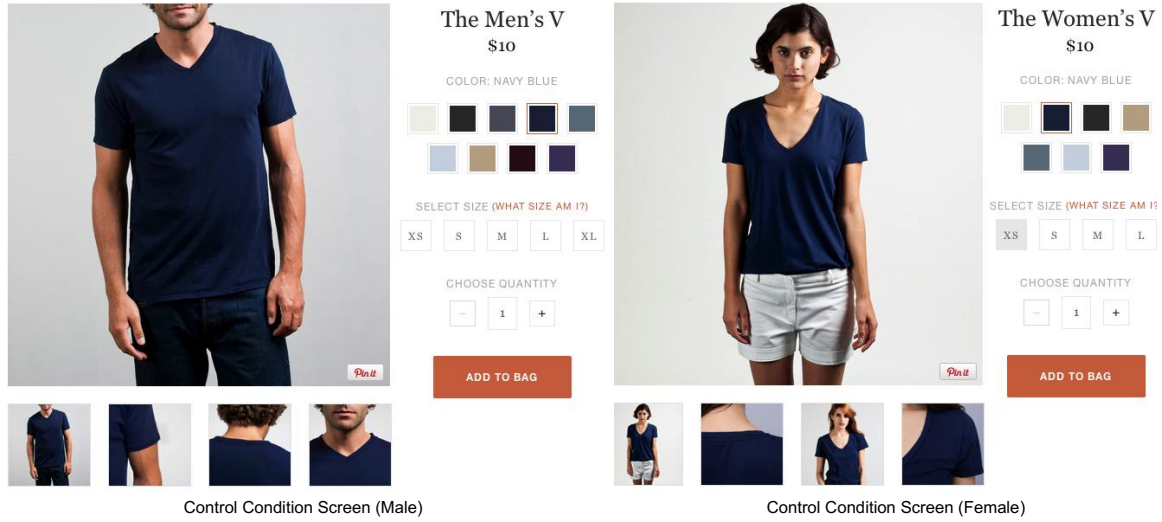 The Men’s V
$10
COLOR: NAVY BLUE
SELECT SIZE (WHAT SIZE AM I?)
XS S M L XL
CHOOSE QUANTITY
− 1 +
ADD TO BAG
Pin it
Control Condition Screen (Male)
The Women’s V
$10
COLOR: NAVY BLUE
SELECT SIZE (WHAT SIZE AM I?
XS S M L
CHOOSE QUANTITY
− 1 +
ADD TO BAG
Pin it
Control Condition Screen (Female)